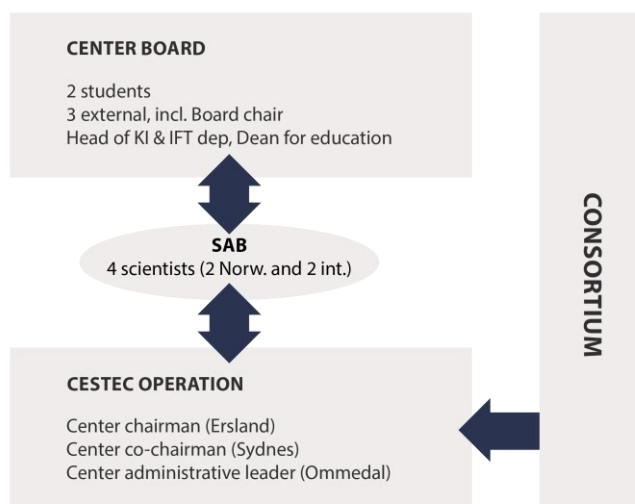 CENTER BOARD
2 students
3 external, incl. Board chair
Head of KI & IFT dep, Dean for education
SAB
4 scientists (2 Norw. and 2 int.)
CESTEC OPERATION
Center chairman (Ersland)
Center co-chairman (Sydnes)
Center administrative leader (Ommedal)
CONSORTIUM